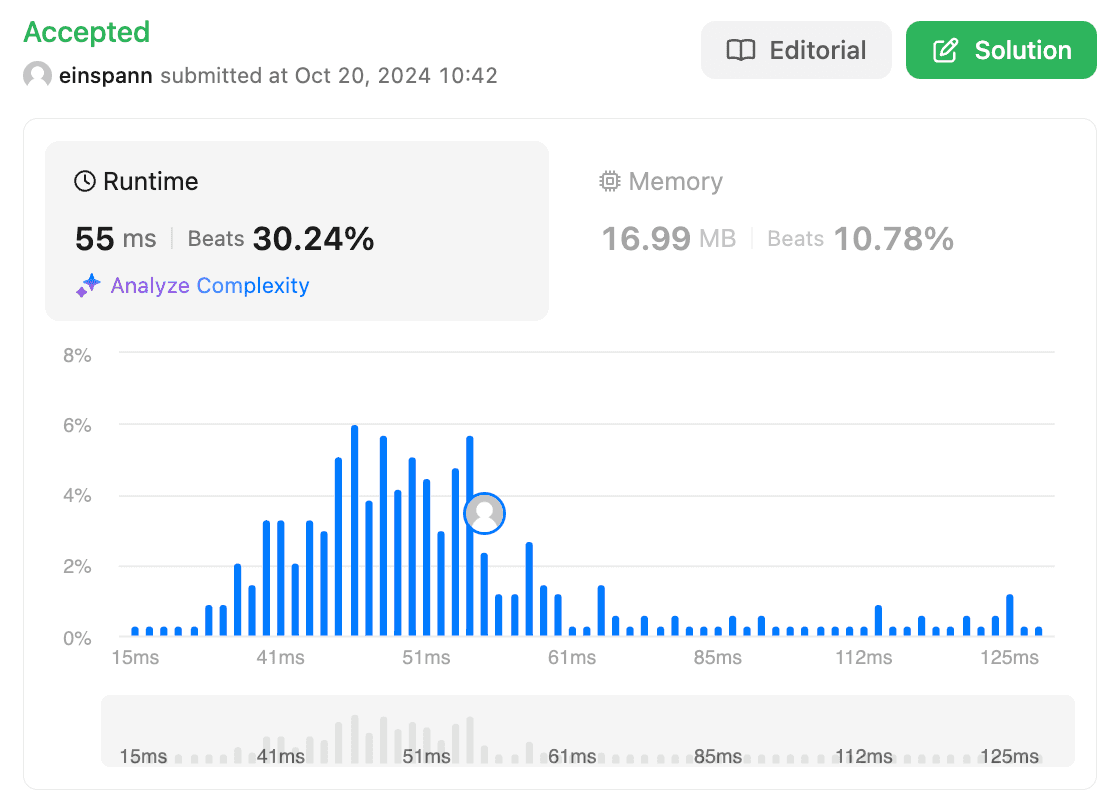 Accepted
einspann submitted at Oct 20, 2024 10:42
Editorial
Solution
Runtime
55 ms Beats 30.24%
Analyze Complexity
Memory
16.99 MB Beats 10.78%
8%
6%
4%
2%
0%
15ms 41ms 51ms 61ms 85ms 112ms 125ms
15ms 41ms 51ms 61ms 85ms 112ms 125ms